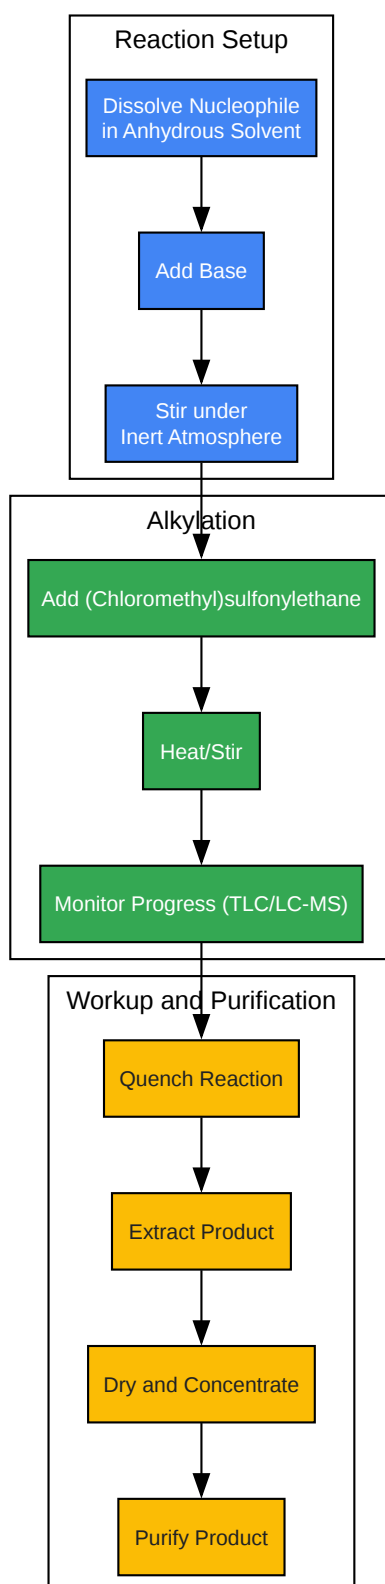 Reaction Setup
Dissolve Nucleophile
in Anhydrous Solvent
Add Base
Stir under
Inert Atmosphere
Alkylation
Add (Chloromethyl)sulfonylethane
Heat/Stir
Monitor Progress (TLC/LC-MS)
Workup and Purification
Quench Reaction
Extract Product
Dry and Concentrate
Purify Product